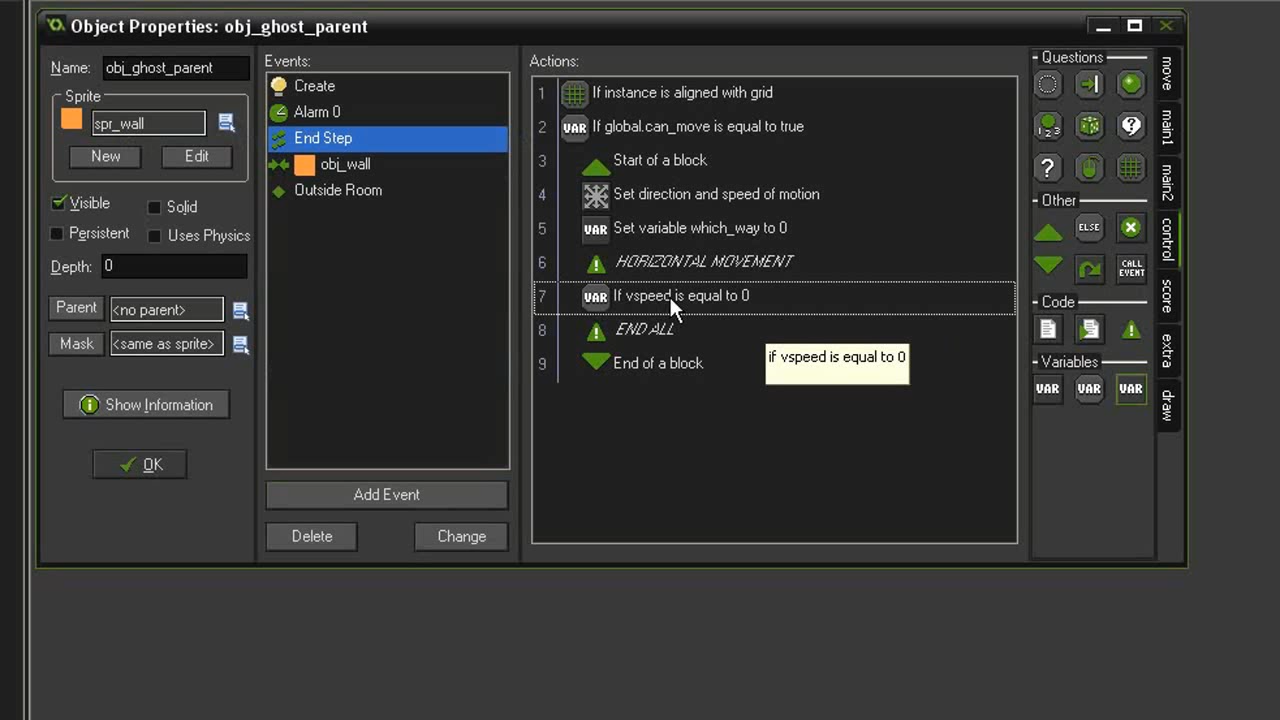 Object Properties: obj_ghost_parent
Name: obj_ghost_parent
Sprite
spr_wall
New Edit
Visible Solid
Persistent Uses Physics
Depth: 0
Parent <no parent>
Mask <same as sprite>
Show Information
OK
Events:
Create
Alarm 0
End Step
obj_wall
Outside Room
Add Event
Delete Change
Actions:
1 If instance is aligned with grid
2 VAR If global.can_move is equal to true
3 Start of a block
4 Set direction and speed of motion
5 VAR Set variable which_way to 0
6 HORIZONTAL MOVEMENT
7 VAR If vspeed is equal to 0
8 END ALL
9 End of a block
if vspeed is equal to 0
Questions
1 2 3
? ?
Other
ELSE
CALL EVENT
Code
Variables
VAR VAR VAR
move
main1
main2
control
score
extra
draw